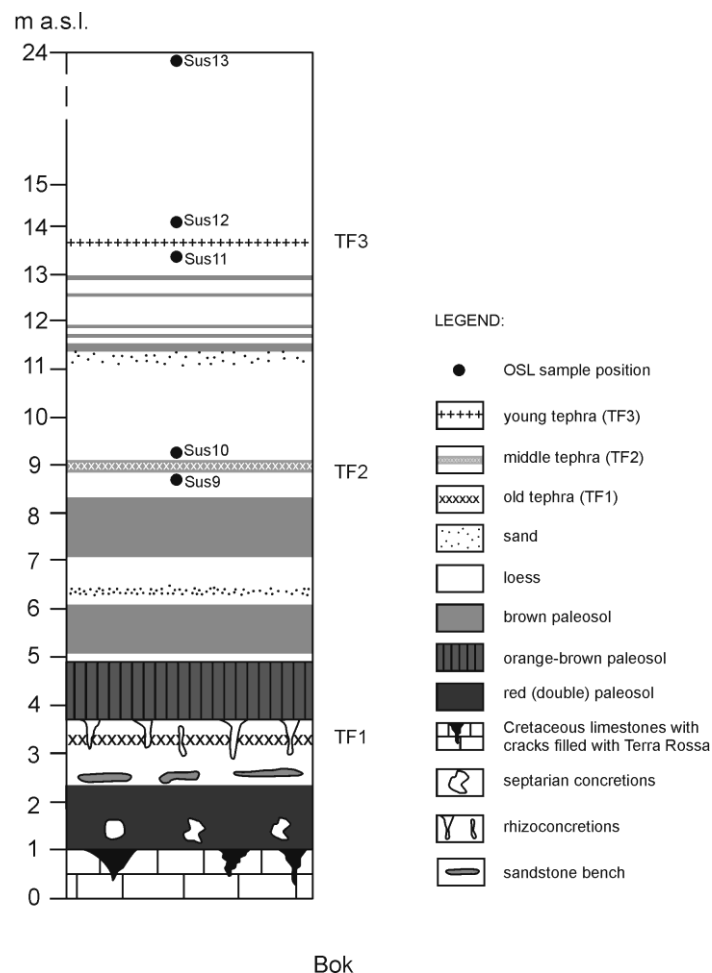 m a.s.l.
24
Sus13
15
14
Sus12
TF3
Sus11
13
12
11
10
Sus10
9
TF2
Sus9
8
7
6
5
4
TF1
3
2
1
0
LEGEND:
OSL sample position
young tephra (TF3)
middle tephra (TF2)
old tephra (TF1)
sand
loess
brown paleosol
orange-brown paleosol
red (double) paleosol
Cretaceous limestones with
cracks filled with Terra Rossa
septarian concretions
rhizoconcretions
sandstone bench
Bok